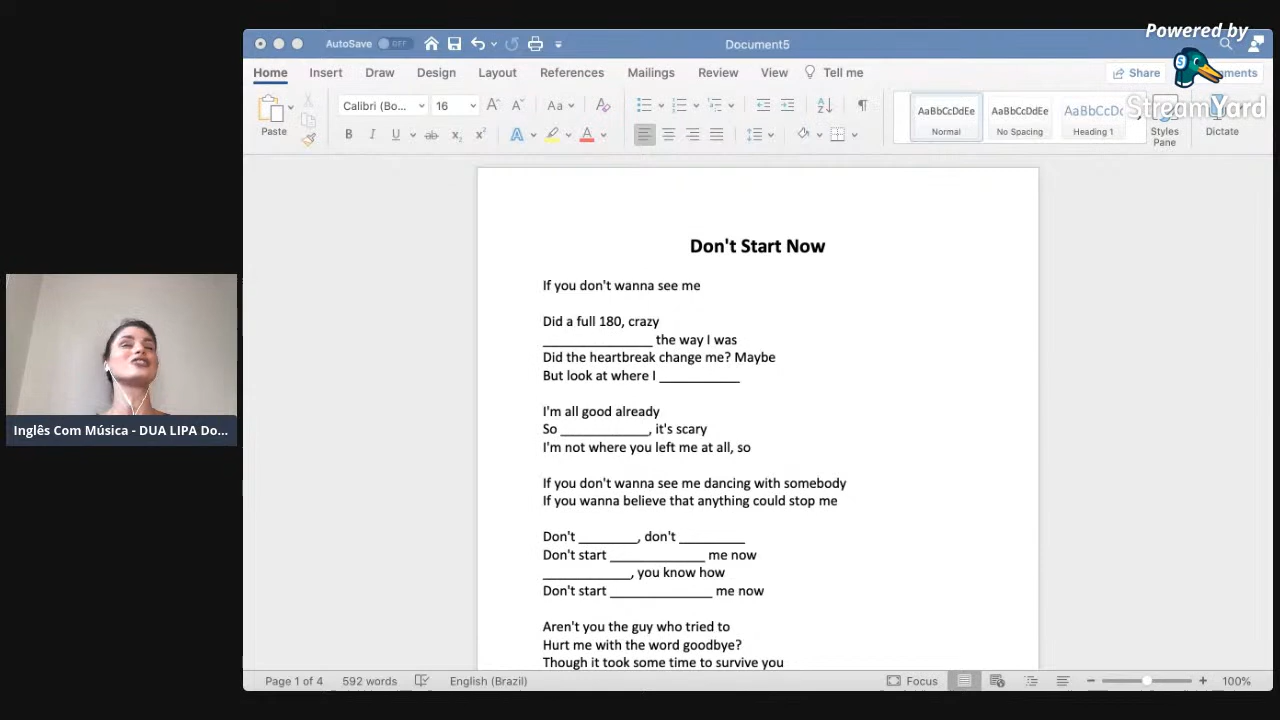 Powered by
StreamYard
AutoSave OFF
Document5
Home Insert Draw Design Layout References Mailings Review View Tell me
Share
mments
Calibri (Bo... 16
Paste
AaBbCcDdEe AaBbCcDdEe AaBbCcDc
Normal No Spacing Heading
Styles Pane
Dictate
Don't Start Now
If you don't wanna see me
Did a full 180, crazy
_______________ the way I was
Did the heartbreak change me? Maybe
But look at where I ___________
I'm all good already
So ____________, it's scary
I'm not where you left me at all, so
If you don't wanna see me dancing with somebody
If you wanna believe that anything could stop me
Don't ________, don't _________
Don't start _____________ me now
____________, you know how
Don't start ______________ me now
Aren't you the guy who tried to
Hurt me with the word goodbye?
Though it took some time to survive you
Inglês Com Música - DUA LIPA Do...
Page 1 of 4 592 words English (Brazil) Focus 100%